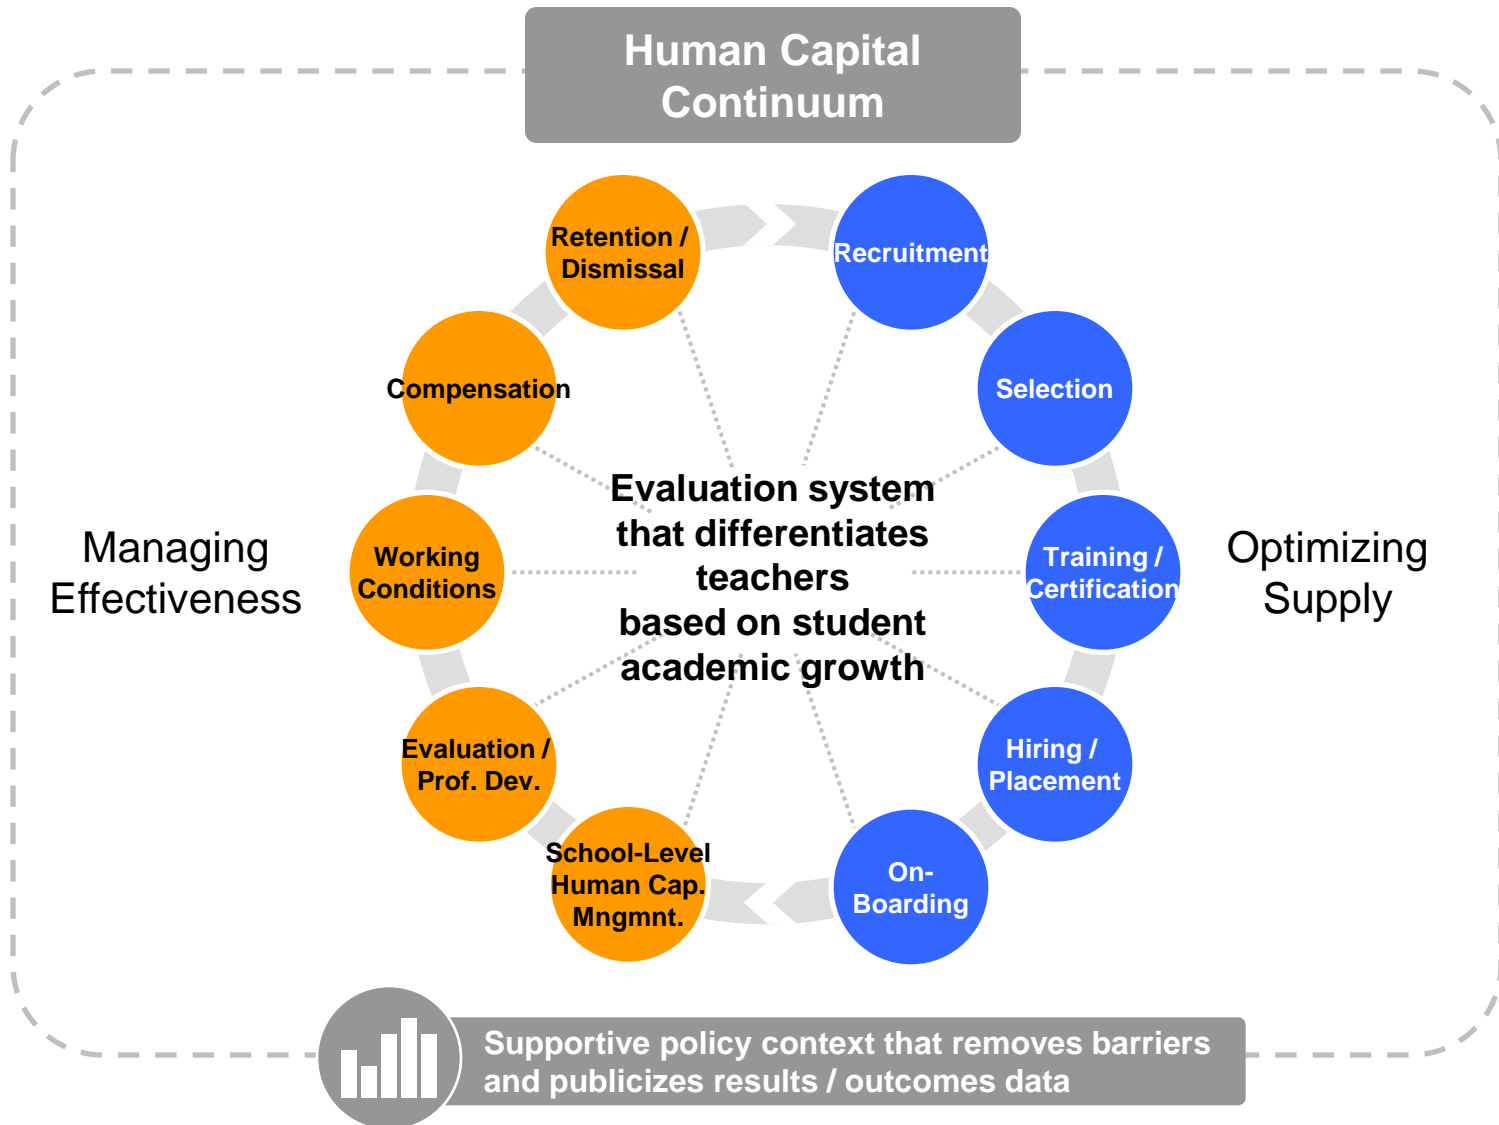 Human Capital
Continuum
Retention /
Dismissal
Recruitment
Compensation
Selection
Evaluation system
that differentiates
teachers
based on student
academic growth
Managing
Effectiveness
Working
Conditions
Training /
Certification
Optimizing
Supply
Evaluation /
Prof. Dev.
Hiring /
Placement
School-Level
Human Cap.
Mngmnt.
On-
Boarding
Supportive policy context that removes barriers
and publicizes results / outcomes data